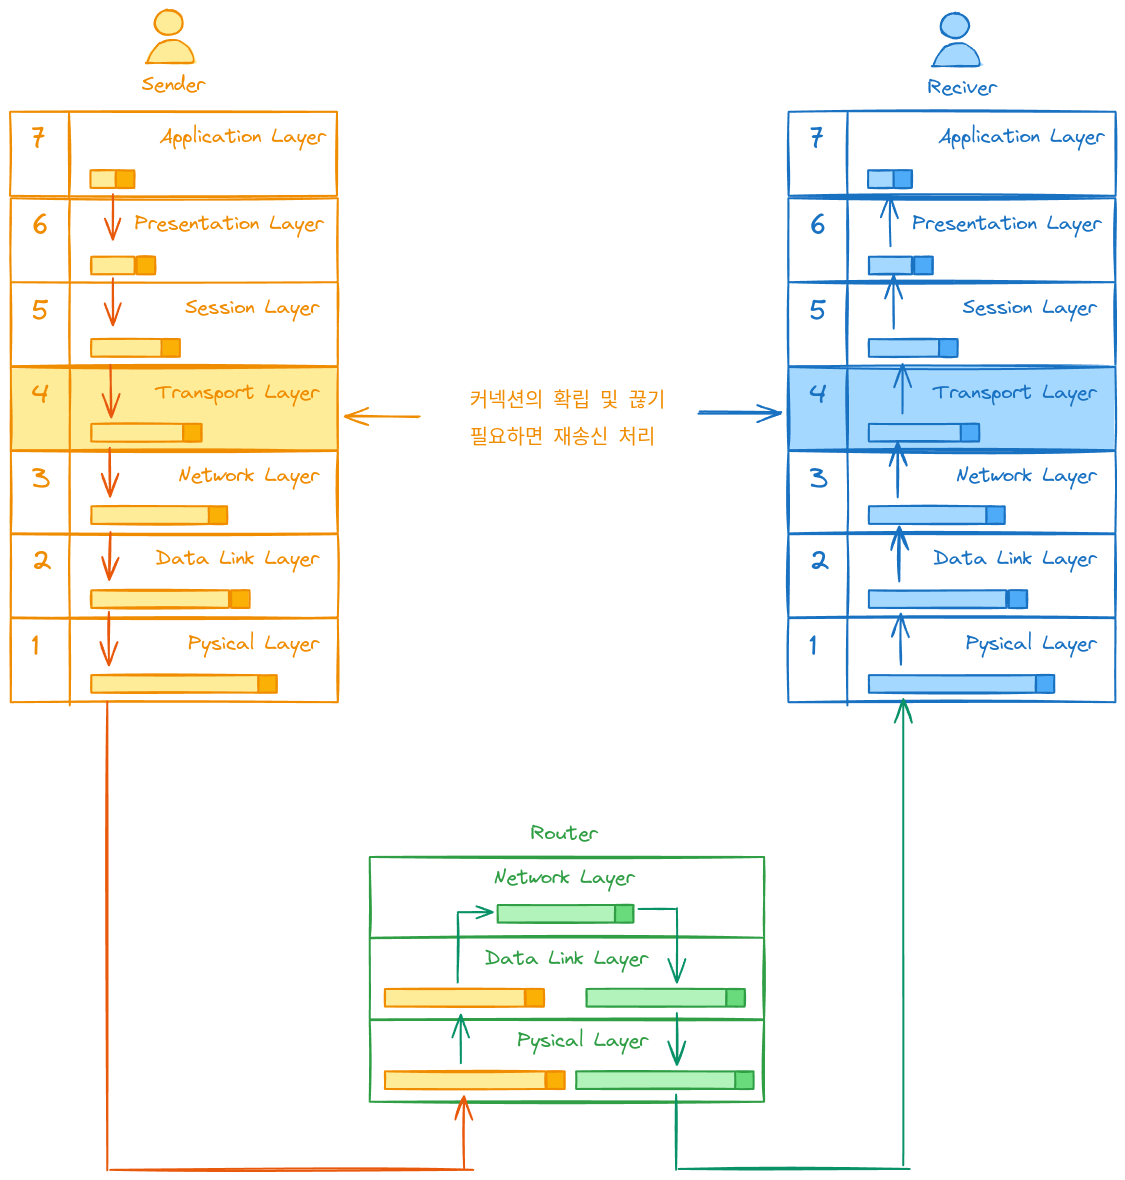 Sender
7 Application Layer
6 Presentation Layer
5 Session Layer
4 Transport Layer
3 Network Layer
2 Data Link Layer
1 Pysical Layer
커넥션의 확립 및 끊기
필요하면 재송신 처리
Reciver
7 Application Layer
6 Presentation Layer
5 Session Layer
4 Transport Layer
3 Network Layer
2 Data Link Layer
1 Pysical Layer
Router
Network Layer
Data Link Layer
Pysical Layer